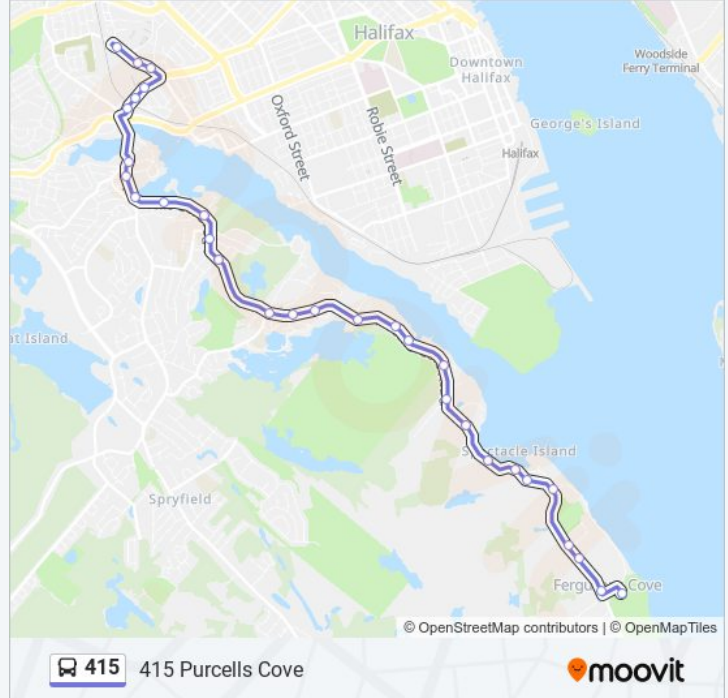 Halifax
Woodside
Ferry Terminal
Downtown
Halifax
George's Island
Oxford Street
Robie Street
Halifax
at Island
Spectacle Island
Spryfield
Cove
© OpenStreetMap contributors | © OpenMapTiles
415 415 Purcells Cove
moovit